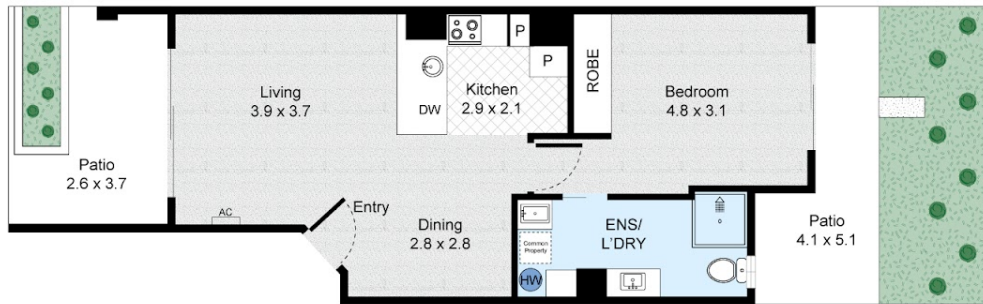 Living
3.9 x 3.7
Patio
2.6 x 3.7
AC
Entry
Dining
2.8 x 2.8
DW
Kitchen
2.9 x 2.1
P
P
ROBE
Bedroom
4.8 x 3.1
Common
Property
HW
ENS/
L'DRY
Patio
4.1 x 5.1